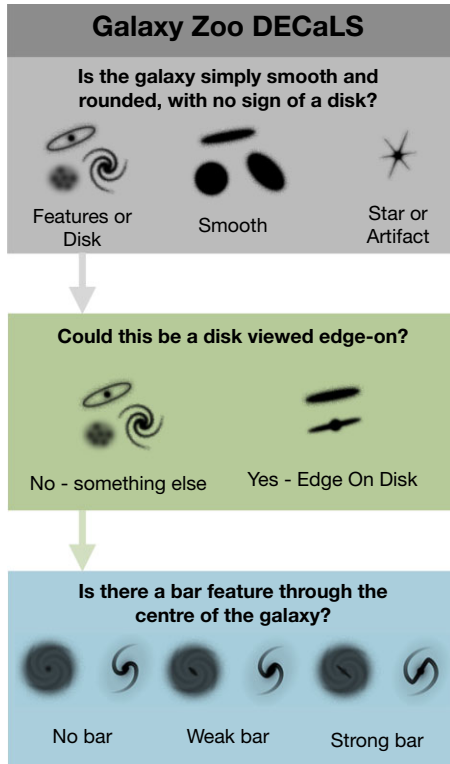 Galaxy Zoo DECaLS
Is the galaxy simply smooth and
rounded, with no sign of a disk?
Features or
Disk
Smooth
Star or
Artifact
Could this be a disk viewed edge-on?
No - something else
Yes - Edge On Disk
Is there a bar feature through the
centre of the galaxy?
No bar
Weak bar
Strong bar